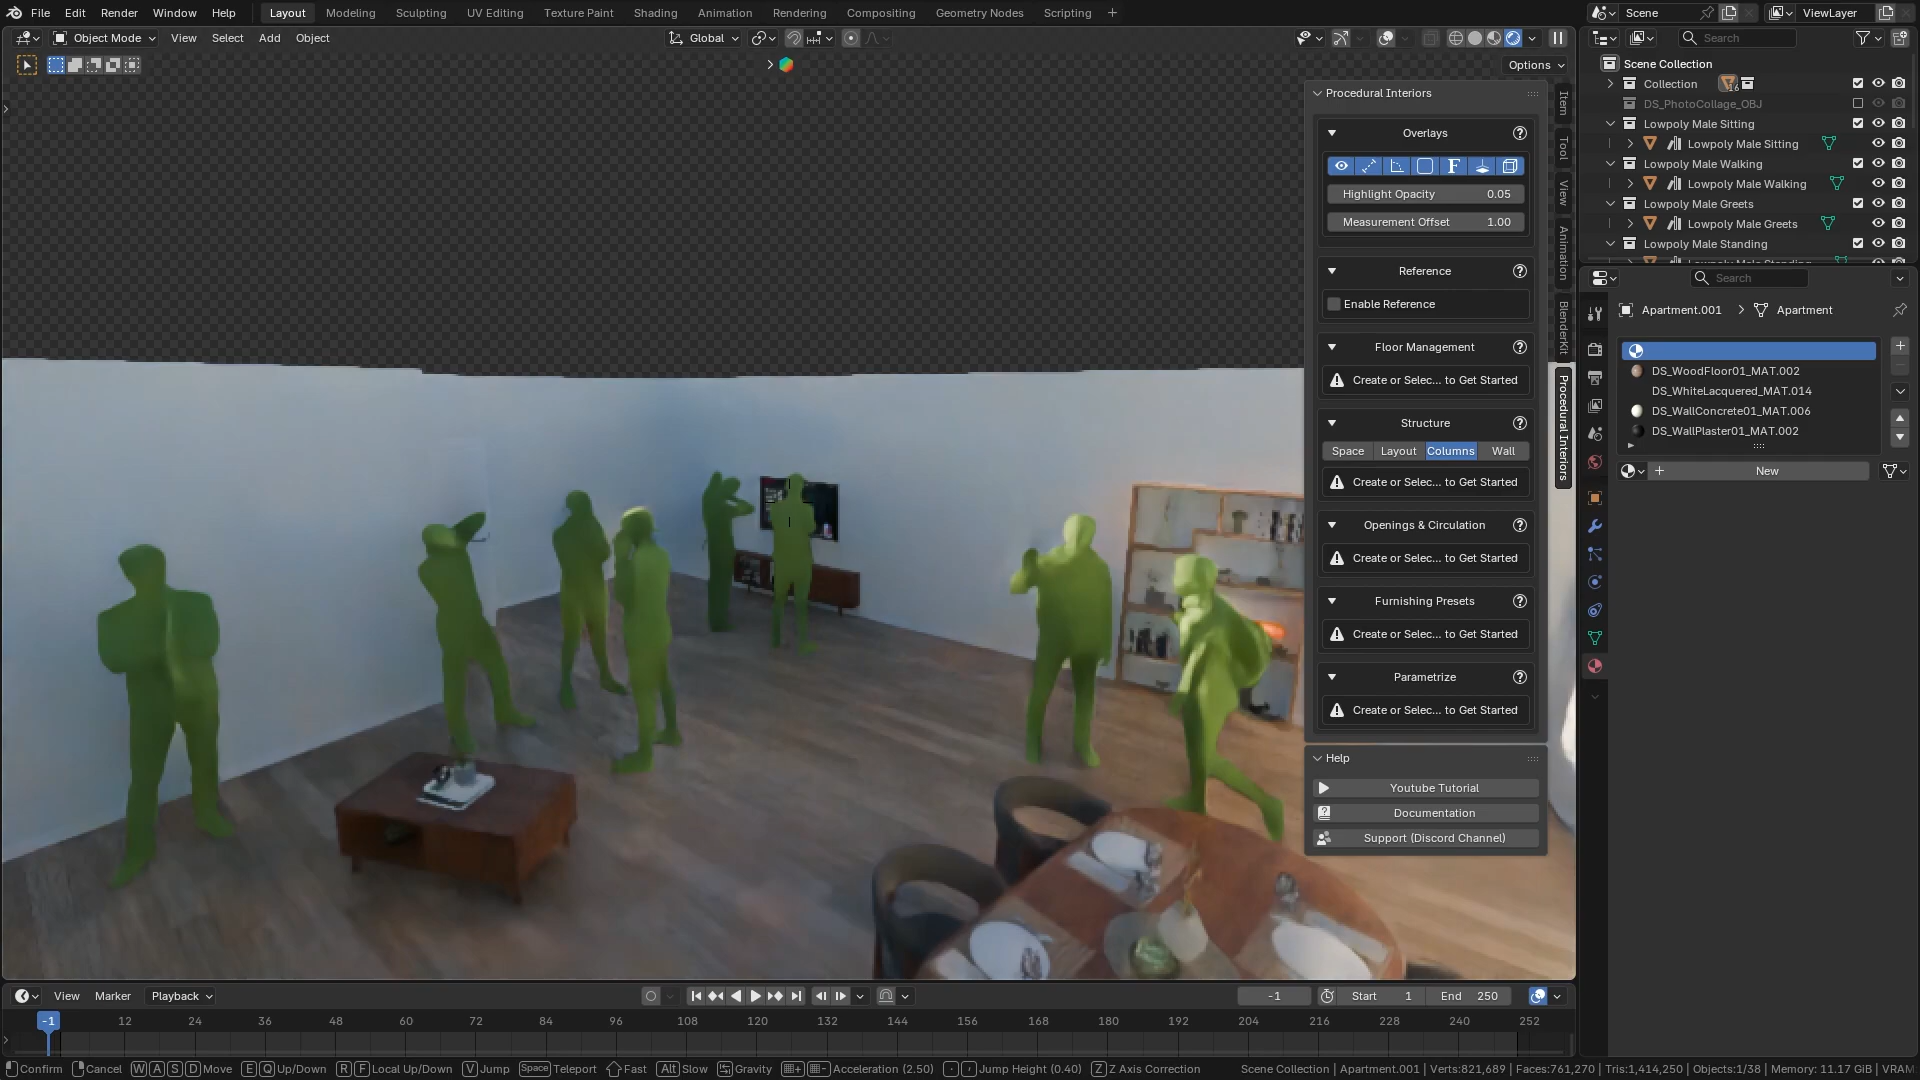 File Edit Render Window Help Layout Modeling Sculpting UV Editing Texture Paint Shading Animation Rendering Compositing Geometry Nodes Scripting + Scene ViewLayer
Object Mode View Select Add Object Global Search
Options
Scene Collection
Collection 16
DS_PhotoCollage_OBJ
Lowpoly Male Sitting
Lowpoly Male Sitting
Lowpoly Male Walking
Lowpoly Male Walking
Lowpoly Male Greets
Lowpoly Male Greets
Lowpoly Male Standing
Lowpoly Male Standing
Item
Tool
View
Animation
BlenderKit
Procedural Interiors
Procedural Interiors
Overlays
F
Highlight Opacity 0.05
Measurement Offset 1.00
Reference
Enable Reference
Floor Management
Create or Selec... to Get Started
Structure
Space Layout Columns Wall
Create or Selec... to Get Started
Openings & Circulation
Create or Selec... to Get Started
Furnishing Presets
Create or Selec... to Get Started
Parametrize
Create or Selec... to Get Started
Help
Youtube Tutorial
Documentation
Support (Discord Channel)
Search
Apartment.001 > Apartment
DS_WoodFloor01_MAT.002
DS_WhiteLacquered_MAT.014
DS_WallConcrete01_MAT.006
DS_WallPlaster01_MAT.002
+ New
View Marker Playback -1 Start 1 End 250
-1 12 24 36 48 60 72 84 96 108 120 132 144 156 168 180 192 204 216 228 240 252
Confirm Cancel W A S D Move E Q Up/Down R F Local Up/Down V Jump Space Teleport Fast Alt Slow Gravity Acceleration (2.50) Jump Height (0.40) Z Z Axis Correction Scene Collection | Apartment.001 | Verts:821,689 | Faces:761,270 | Tris:1,414,250 | Objects:1/38 | Memory: 11.17 GiB | VRAM